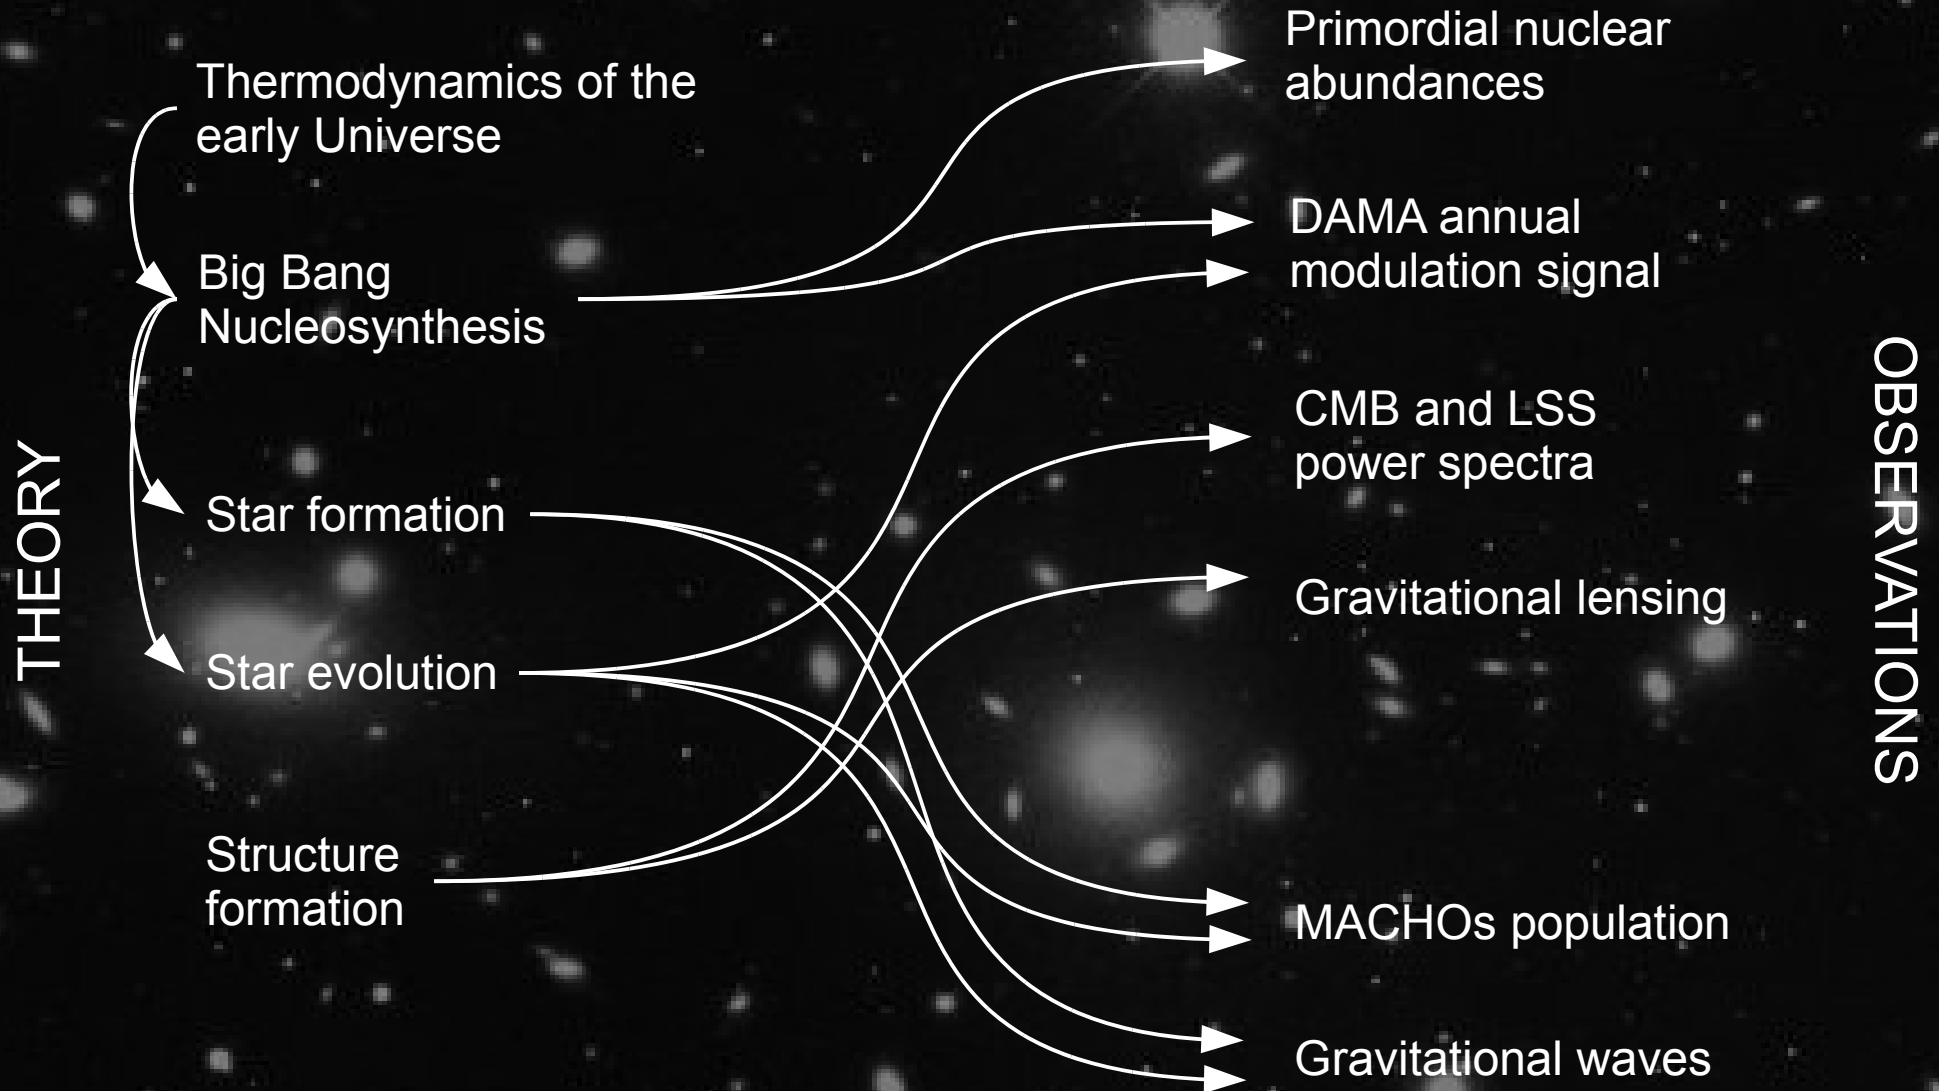 THEORY
Thermodynamics of the
early Universe
Big Bang
Nucleosynthesis
Star formation
Star evolution
Structure
formation
Primordial nuclear
abundances
DAMA annual
modulation signal
CMB and LSS
power spectra
Gravitational lensing
MACHOs population
Gravitational waves
OBSERVATIONS